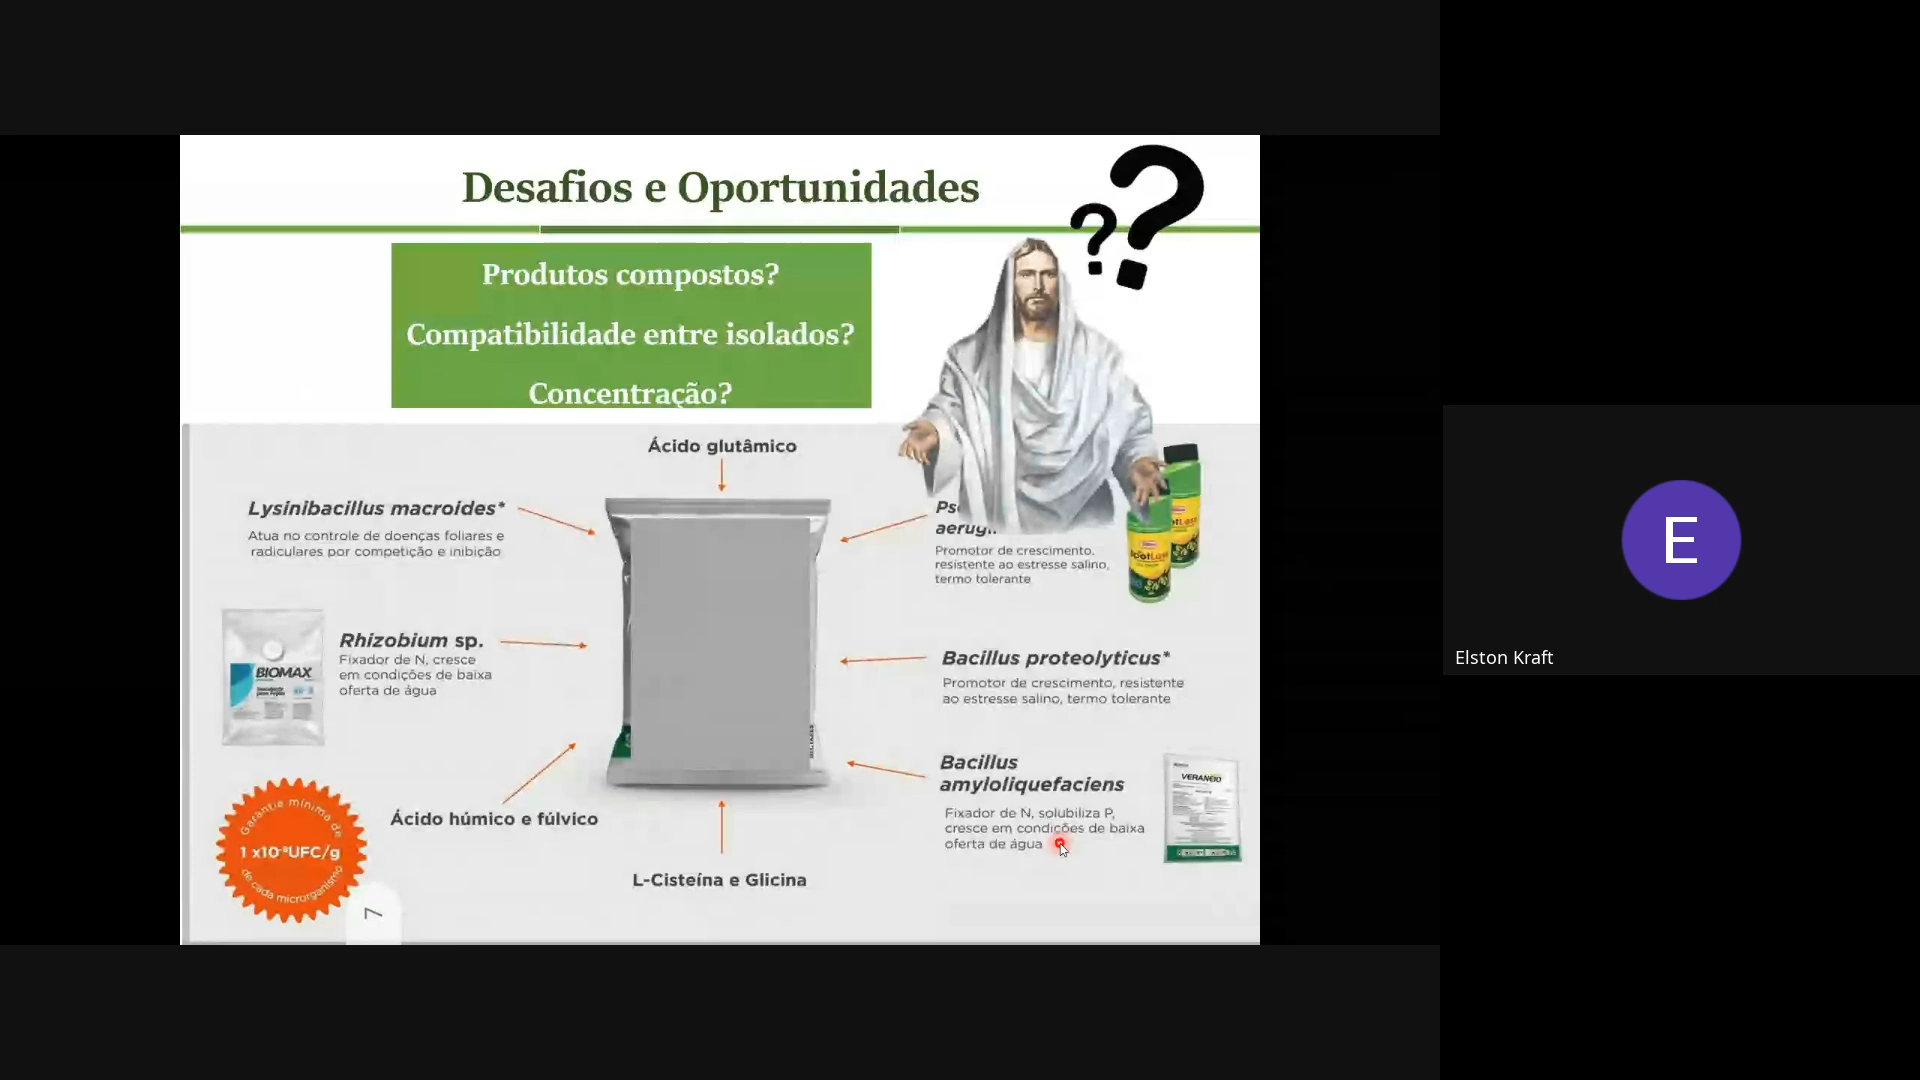 Desafios e Oportunidades
??
Produtos compostos?
Compatibilidade entre isolados?
Concentração?
Ácido glutâmico
Lysinibacillus macroides*
Atua no controle de doenças foliares e
radiculares por competição e inibição
aerugi
Promotor de crescimento,
resistente ao estresse salino,
termo tolerante
Rhizobium sp.
Fixador de N, cresce
em condições de baixa
oferta de água
BIOMAX
Bacillus proteolyticus*
Promotor de crescimento, resistente
ao estresse salino, termo tolerante
Bacillus
amyloliquefaciens
Fixador de N, solubiliza P,
cresce em condições de baixa
oferta de água
VERANEIO
Ácido húmico e fúlvico
L-Cisteína e Glicina
Garantia mínima de
1 x10⁻⁸UFC/g
de cada microrganismo
7
E
Elston Kraft